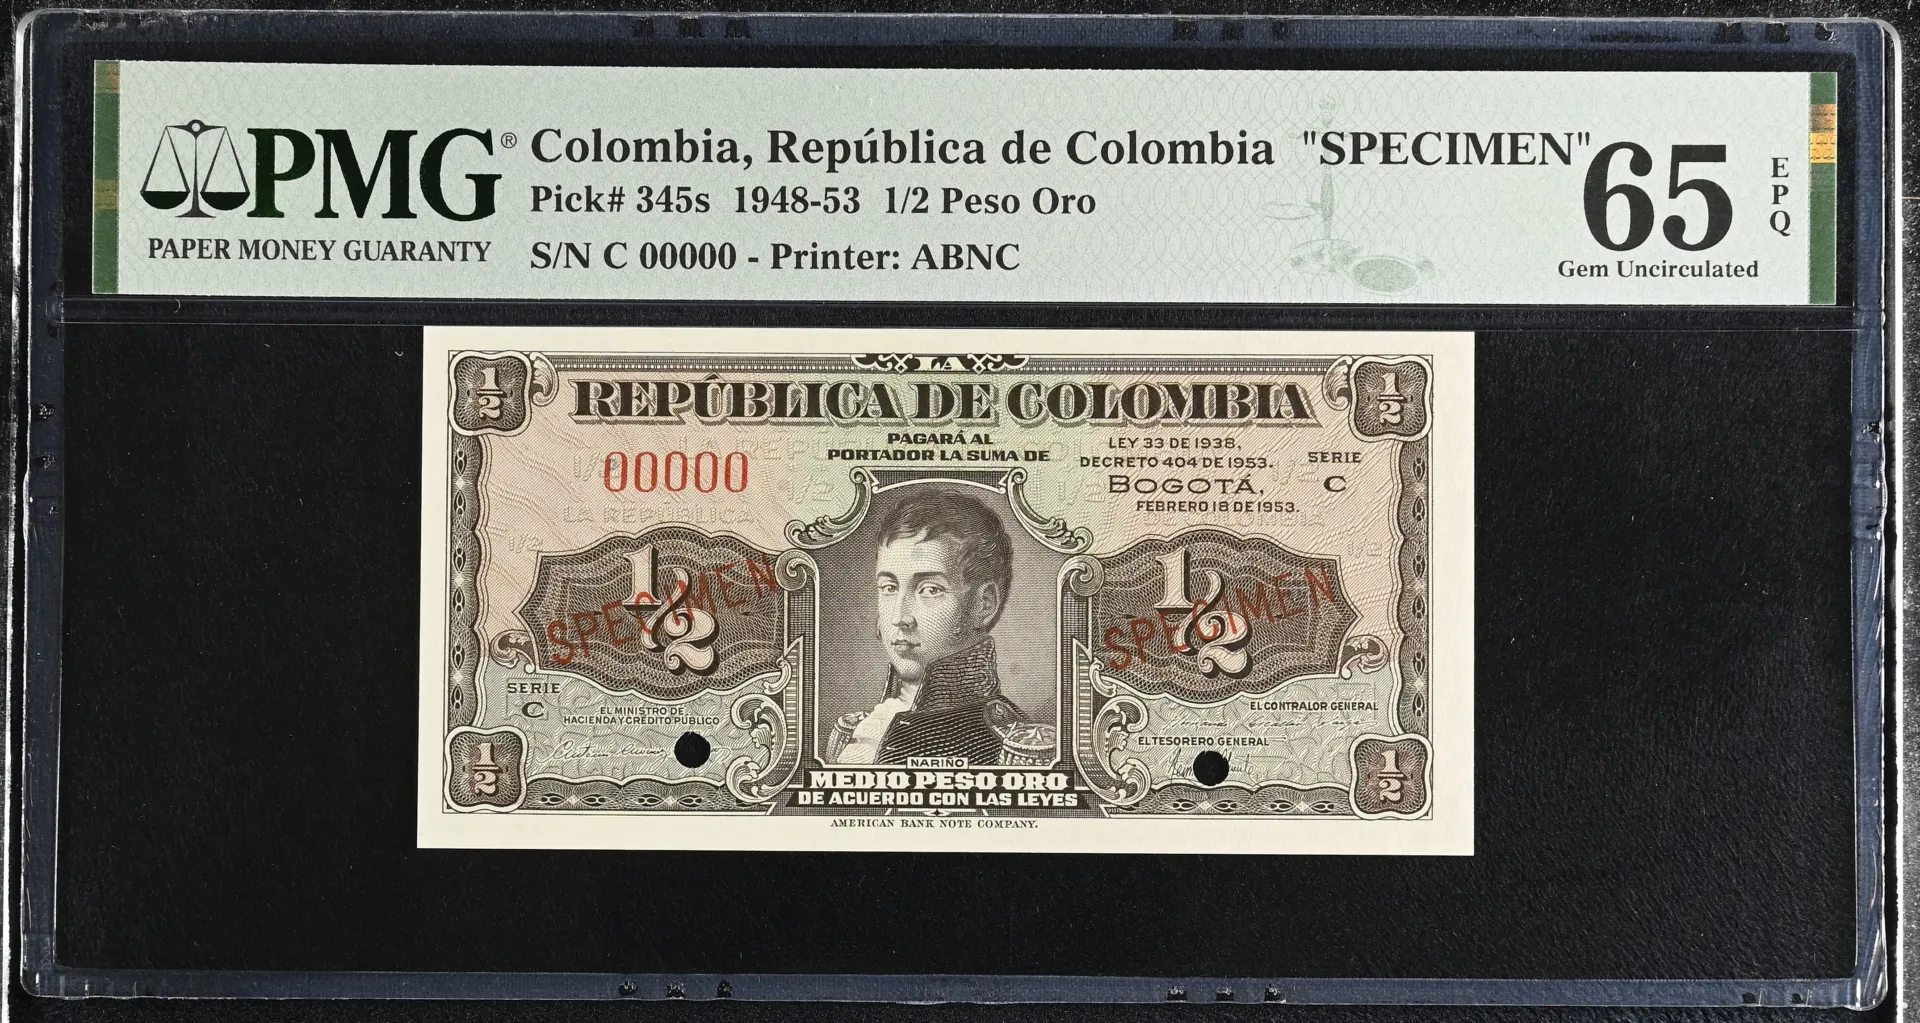 PMG®
PAPER MONEY GUARANTY
Colombia, República de Colombia "SPECIMEN"
Pick# 345s 1948-53 1/2 Peso Oro
S/N C 00000 - Printer: ABNC
65
EPQ
Gem Uncirculated
1/2
LA
1/2
REPÚBLICA DE COLOMBIA
PAGARÁ AL
PORTADOR LA SUMA DE
LEY 33 DE 1938,
DECRETO 404 DE 1953.
BOGOTÁ,
FEBRERO 18 DE 1953.
SERIE
C
00000
LA REPÚBLICA
1/2
1/2
SPECIMEN
SPECIMEN
SERIE
C
EL MINISTRO DE
HACIENDA Y CRÉDITO PÚBLICO
EL CONTRALOR GENERAL
EL TESORERO GENERAL
1/2
1/2
NARIÑO
MEDIO PESO ORO
DE ACUERDO CON LAS LEYES
AMERICAN BANK NOTE COMPANY.